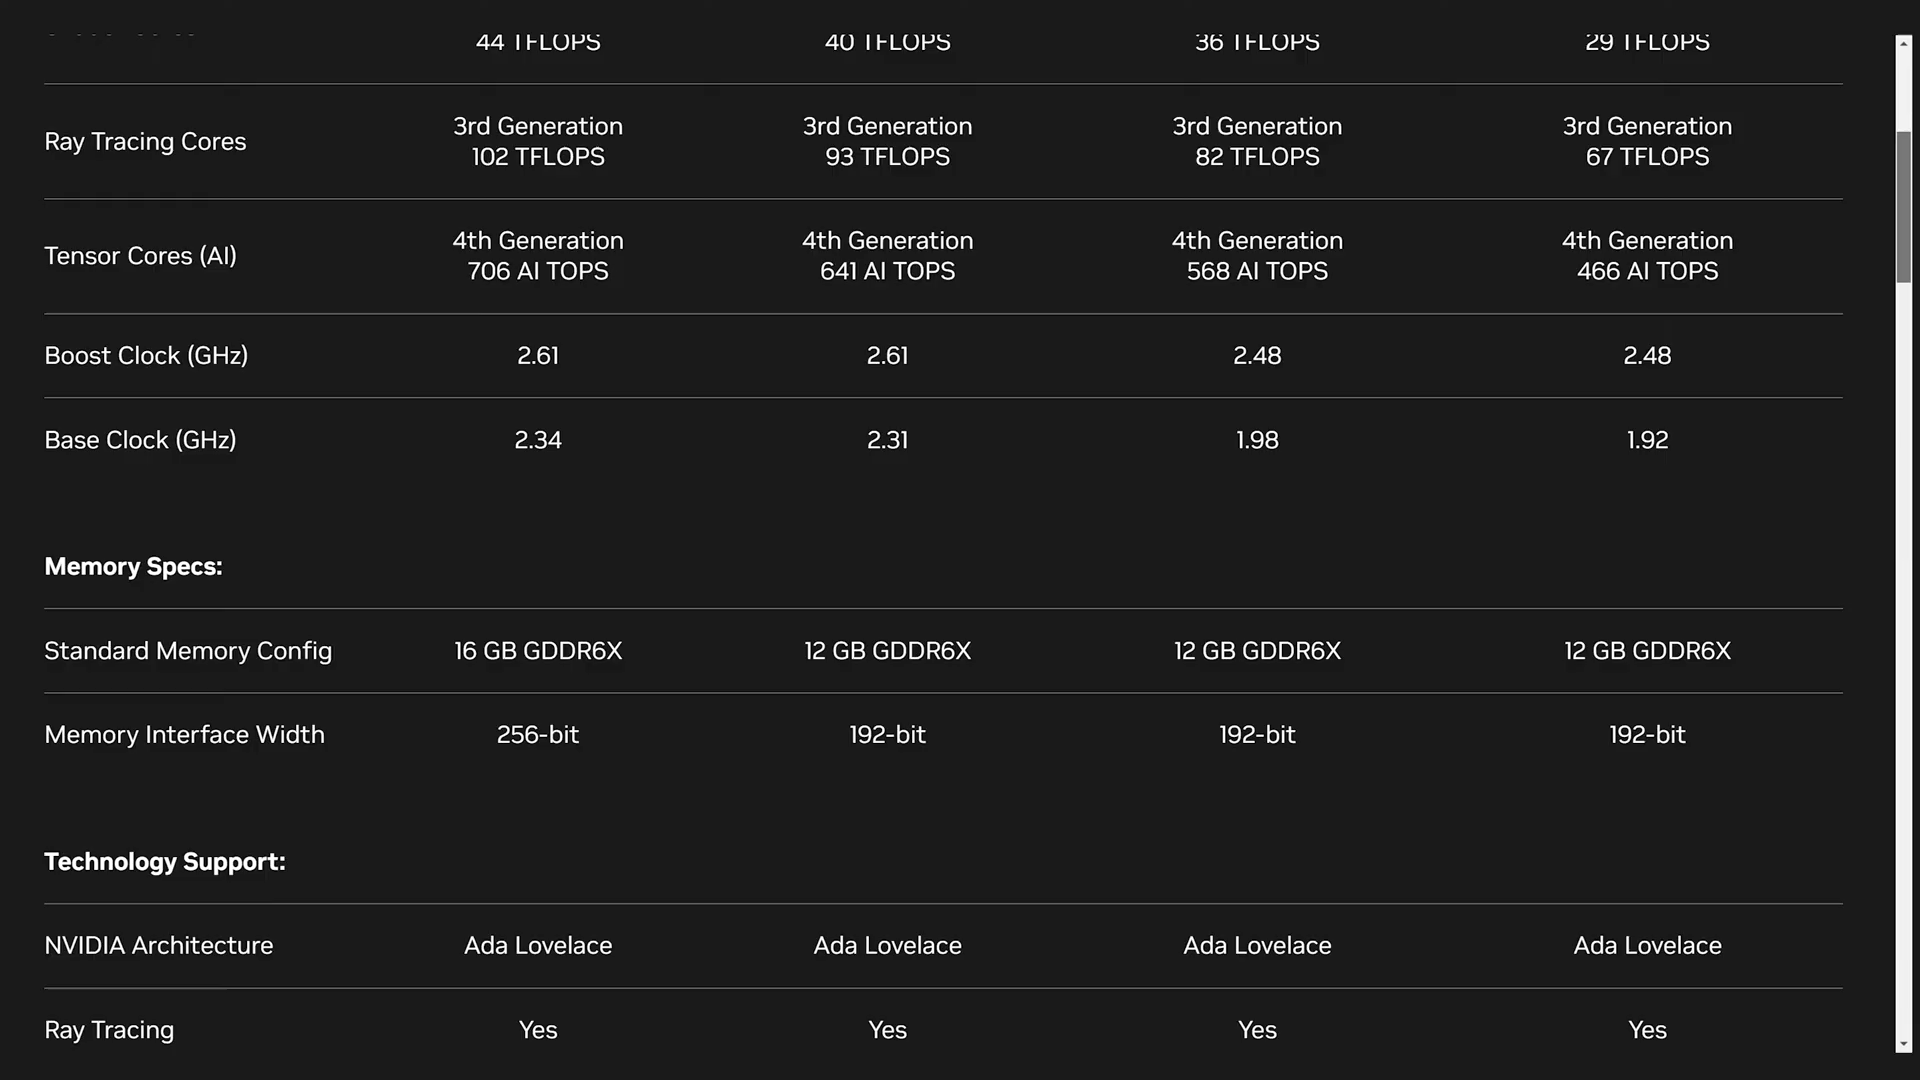 44 TFLOPS 40 TFLOPS 36 TFLOPS 29 TFLOPS
3rd Generation 3rd Generation 3rd Generation 3rd Generation
Ray Tracing Cores
102 TFLOPS 93 TFLOPS 82 TFLOPS 67 TFLOPS
4th Generation 4th Generation 4th Generation 4th Generation
Tensor Cores (AI)
706 AI TOPS 641 AI TOPS 568 AI TOPS 466 AI TOPS
Boost Clock (GHz) 2.61 2.61 2.48 2.48
Base Clock (GHz) 2.34 2.31 1.98 1.92
Memory Specs:
Standard Memory Config 16 GB GDDR6X 12 GB GDDR6X 12 GB GDDR6X 12 GB GDDR6X
Memory Interface Width 256-bit 192-bit 192-bit 192-bit
Technology Support:
NVIDIA Architecture Ada Lovelace Ada Lovelace Ada Lovelace Ada Lovelace
Ray Tracing Yes Yes Yes Yes